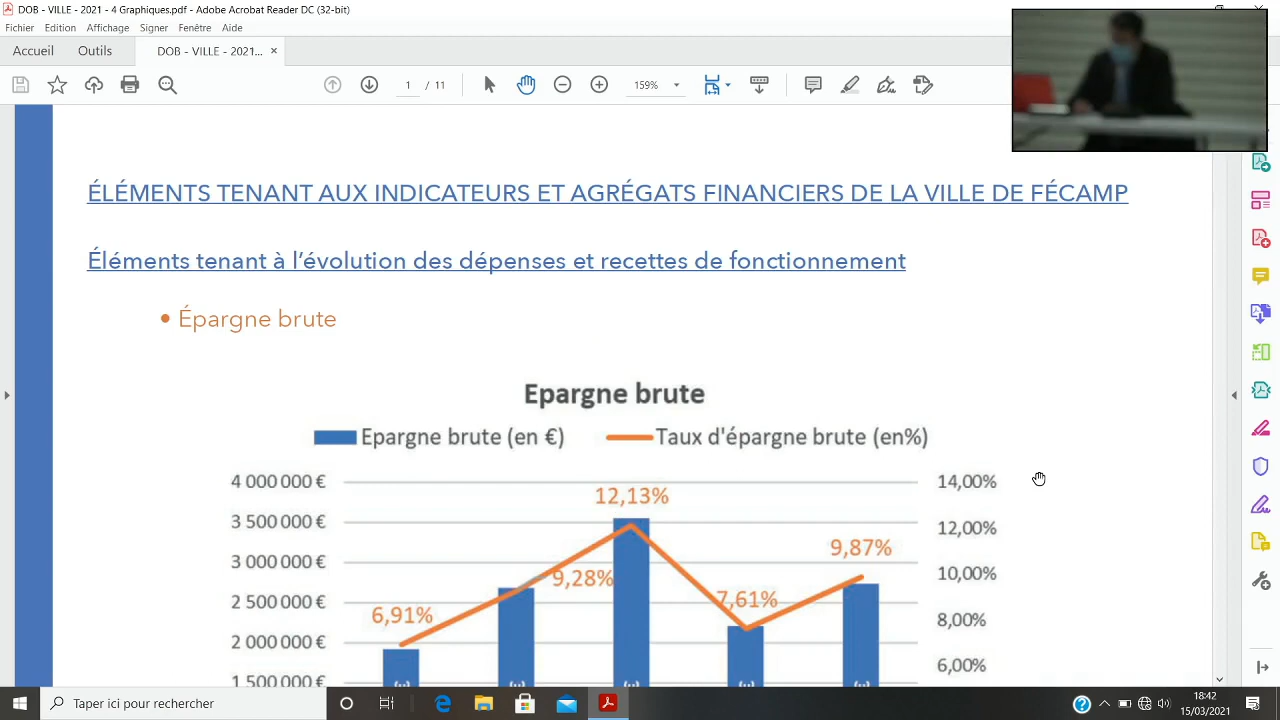 DOB - VILLE - 2021 - 4 Graphiques.pdf - Adobe Acrobat Reader DC (32-bit)
Fichier Edition Affichage Signer Fenêtre Aide
Accueil Outils DOB - VILLE - 2021... ×
1 / 11 159%
ÉLÉMENTS TENANT AUX INDICATEURS ET AGRÉGATS FINANCIERS DE LA VILLE DE FÉCAMP
Éléments tenant à l'évolution des dépenses et recettes de fonctionnement
• Épargne brute
Epargne brute
Epargne brute (en €) Taux d'épargne brute (en%)
4 000 000 € 14,00%
12,13%
3 500 000 € 12,00%
9,87%
3 000 000 € 10,00%
9,28%
2 500 000 € 7,61%
6,91% 8,00%
2 000 000 €
6,00%
1 500 000 €
Taper ici pour rechercher
18:42
15/03/2021